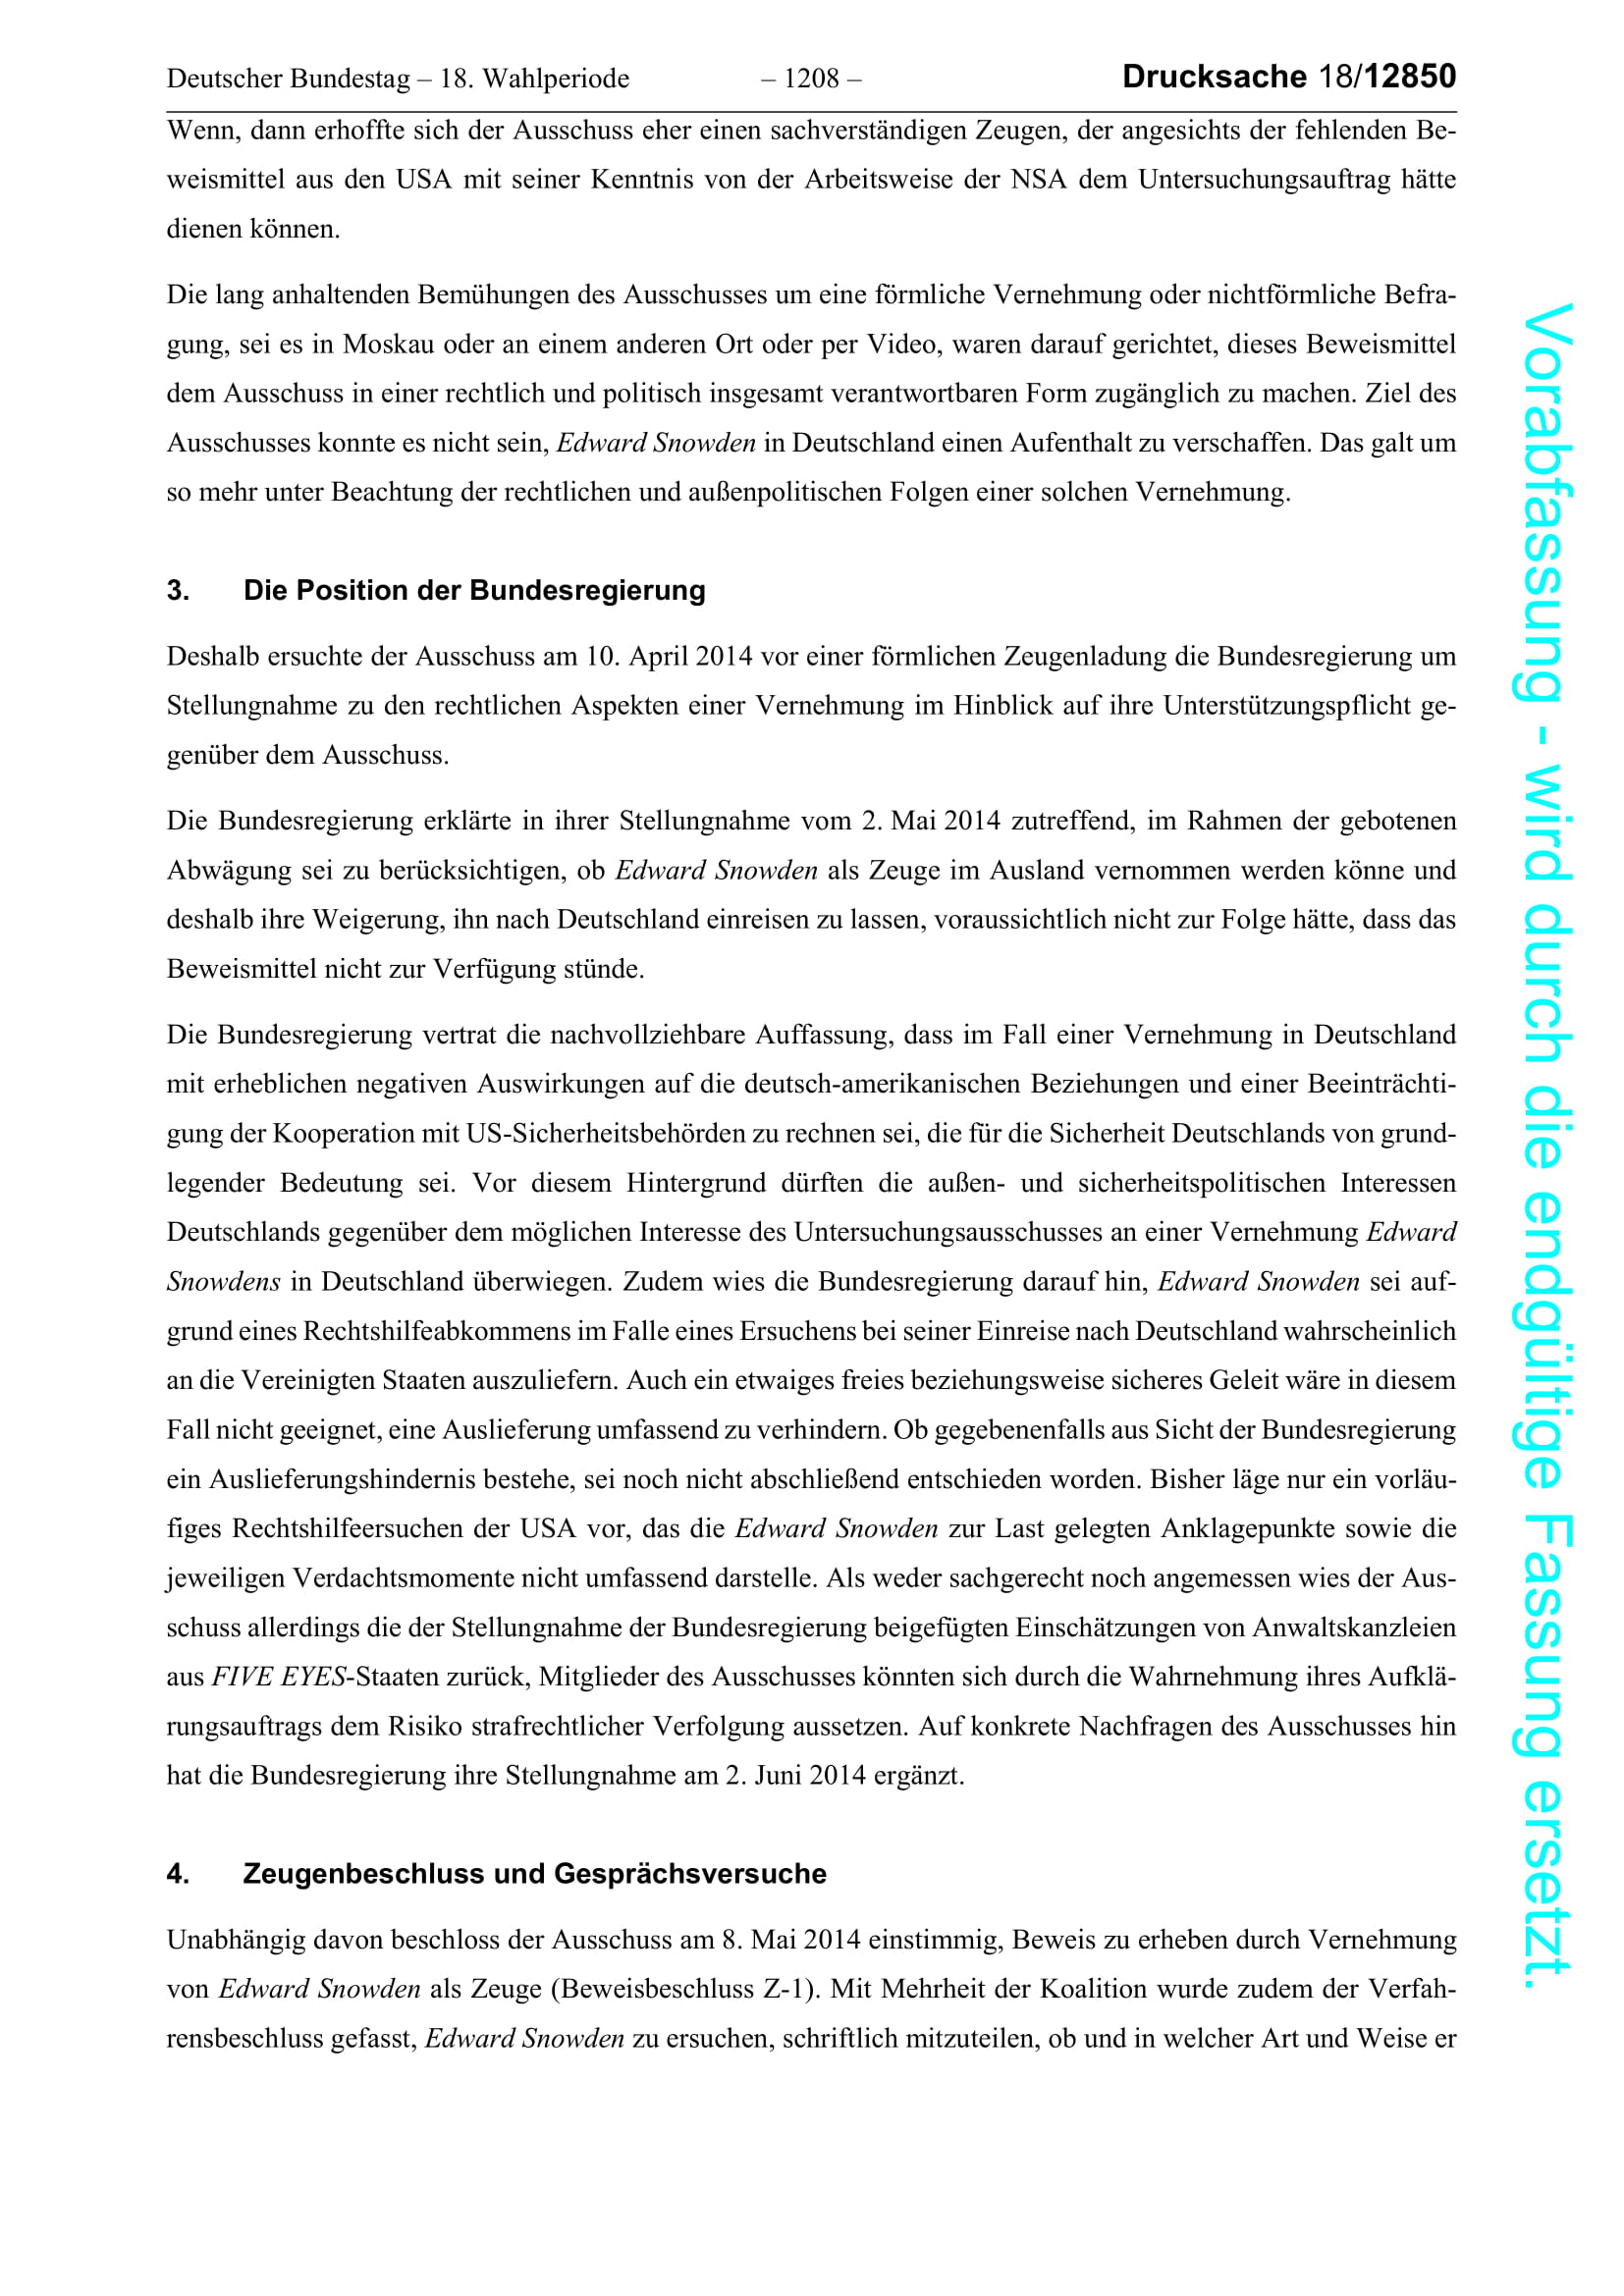 Deutscher Bundestag – 18. Wahlperiode – 1208 – Drucksache 18/12850
Wenn, dann erhoffte sich der Ausschuss eher einen sachverständigen Zeugen, der angesichts der fehlenden Be-
weismittel aus den USA mit seiner Kenntnis von der Arbeitsweise der NSA dem Untersuchungsauftrag hätte
dienen können.
Die lang anhaltenden Bemühungen des Ausschusses um eine förmliche Vernehmung oder nichtförmliche Befra-
gung, sei es in Moskau oder an einem anderen Ort oder per Video, waren darauf gerichtet, dieses Beweismittel
dem Ausschuss in einer rechtlich und politisch insgesamt verantwortbaren Form zugänglich zu machen. Ziel des
Ausschusses konnte es nicht sein, Edward Snowden in Deutschland einen Aufenthalt zu verschaffen. Das galt um
so mehr unter Beachtung der rechtlichen und außenpolitischen Folgen einer solchen Vernehmung.
3. Die Position der Bundesregierung
Deshalb ersuchte der Ausschuss am 10. April 2014 vor einer förmlichen Zeugenladung die Bundesregierung um
Stellungnahme zu den rechtlichen Aspekten einer Vernehmung im Hinblick auf ihre Unterstützungspflicht ge-
genüber dem Ausschuss.
Die Bundesregierung erklärte in ihrer Stellungnahme vom 2. Mai 2014 zutreffend, im Rahmen der gebotenen
Abwägung sei zu berücksichtigen, ob Edward Snowden als Zeuge im Ausland vernommen werden könne und
deshalb ihre Weigerung, ihn nach Deutschland einreisen zu lassen, voraussichtlich nicht zur Folge hätte, dass das
Beweismittel nicht zur Verfügung stünde.
Die Bundesregierung vertrat die nachvollziehbare Auffassung, dass im Fall einer Vernehmung in Deutschland
mit erheblichen negativen Auswirkungen auf die deutsch-amerikanischen Beziehungen und einer Beeinträchti-
gung der Kooperation mit US-Sicherheitsbehörden zu rechnen sei, die für die Sicherheit Deutschlands von grund-
legender Bedeutung sei. Vor diesem Hintergrund dürften die außen- und sicherheitspolitischen Interessen
Deutschlands gegenüber dem möglichen Interesse des Untersuchungsausschusses an einer Vernehmung Edward
Snowdens in Deutschland überwiegen. Zudem wies die Bundesregierung darauf hin, Edward Snowden sei auf-
grund eines Rechtshilfeabkommens im Falle eines Ersuchens bei seiner Einreise nach Deutschland wahrscheinlich
an die Vereinigten Staaten auszuliefern. Auch ein etwaiges freies beziehungsweise sicheres Geleit wäre in diesem
Fall nicht geeignet, eine Auslieferung umfassend zu verhindern. Ob gegebenenfalls aus Sicht der Bundesregierung
ein Auslieferungshindernis bestehe, sei noch nicht abschließend entschieden worden. Bisher läge nur ein vorläu-
figes Rechtshilfeersuchen der USA vor, das die Edward Snowden zur Last gelegten Anklagepunkte sowie die
jeweiligen Verdachtsmomente nicht umfassend darstelle. Als weder sachgerecht noch angemessen wies der Aus-
schuss allerdings die der Stellungnahme der Bundesregierung beigefügten Einschätzungen von Anwaltskanzleien
aus FIVE EYES-Staaten zurück, Mitglieder des Ausschusses könnten sich durch die Wahrnehmung ihres Aufklä-
rungsauftrags dem Risiko strafrechtlicher Verfolgung aussetzen. Auf konkrete Nachfragen des Ausschusses hin
hat die Bundesregierung ihre Stellungnahme am 2. Juni 2014 ergänzt.
4. Zeugenbeschluss und Gesprächsversuche
Unabhängig davon beschloss der Ausschuss am 8. Mai 2014 einstimmig, Beweis zu erheben durch Vernehmung
von Edward Snowden als Zeuge (Beweisbeschluss Z-1). Mit Mehrheit der Koalition wurde zudem der Verfah-
rensbeschluss gefasst, Edward Snowden zu ersuchen, schriftlich mitzuteilen, ob und in welcher Art und Weise er
Vorabfassung - wird durch die endgültige Fassung ersetzt.